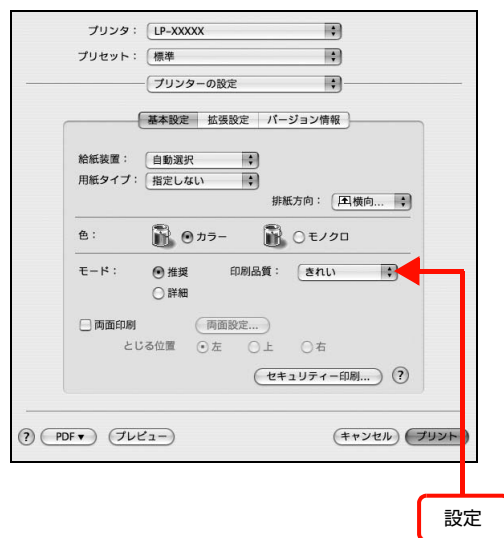 プリンタ： LP-XXXXX
プリセット： 標準
プリンターの設定
基本設定 拡張設定 バージョン情報
給紙装置： 自動選択
用紙タイプ： 指定しない
排紙方向： 横向...
色： カラー モノクロ
モード： 推奨 印刷品質： きれい
詳細
両面印刷 両面設定...
とじる位置 左 上 右
セキュリティー印刷... ?
? PDF▼ プレビュー キャンセル プリント
設定